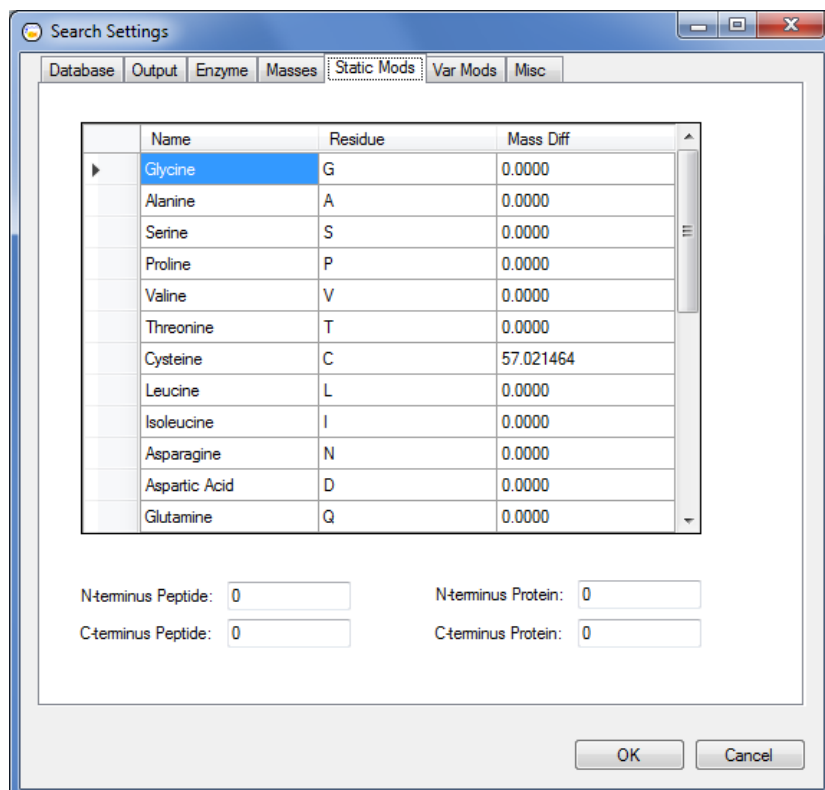 Search Settings
Database Output Enzyme Masses Static Mods Var Mods Misc
Name Residue Mass Diff
Glycine G 0.0000
Alanine A 0.0000
Serine S 0.0000
Proline P 0.0000
Valine V 0.0000
Threonine T 0.0000
Cysteine C 57.021464
Leucine L 0.0000
Isoleucine I 0.0000
Asparagine N 0.0000
Aspartic Acid D 0.0000
Glutamine Q 0.0000
N-terminus Peptide: 0 N-terminus Protein: 0
C-terminus Peptide: 0 C-terminus Protein: 0
OK Cancel